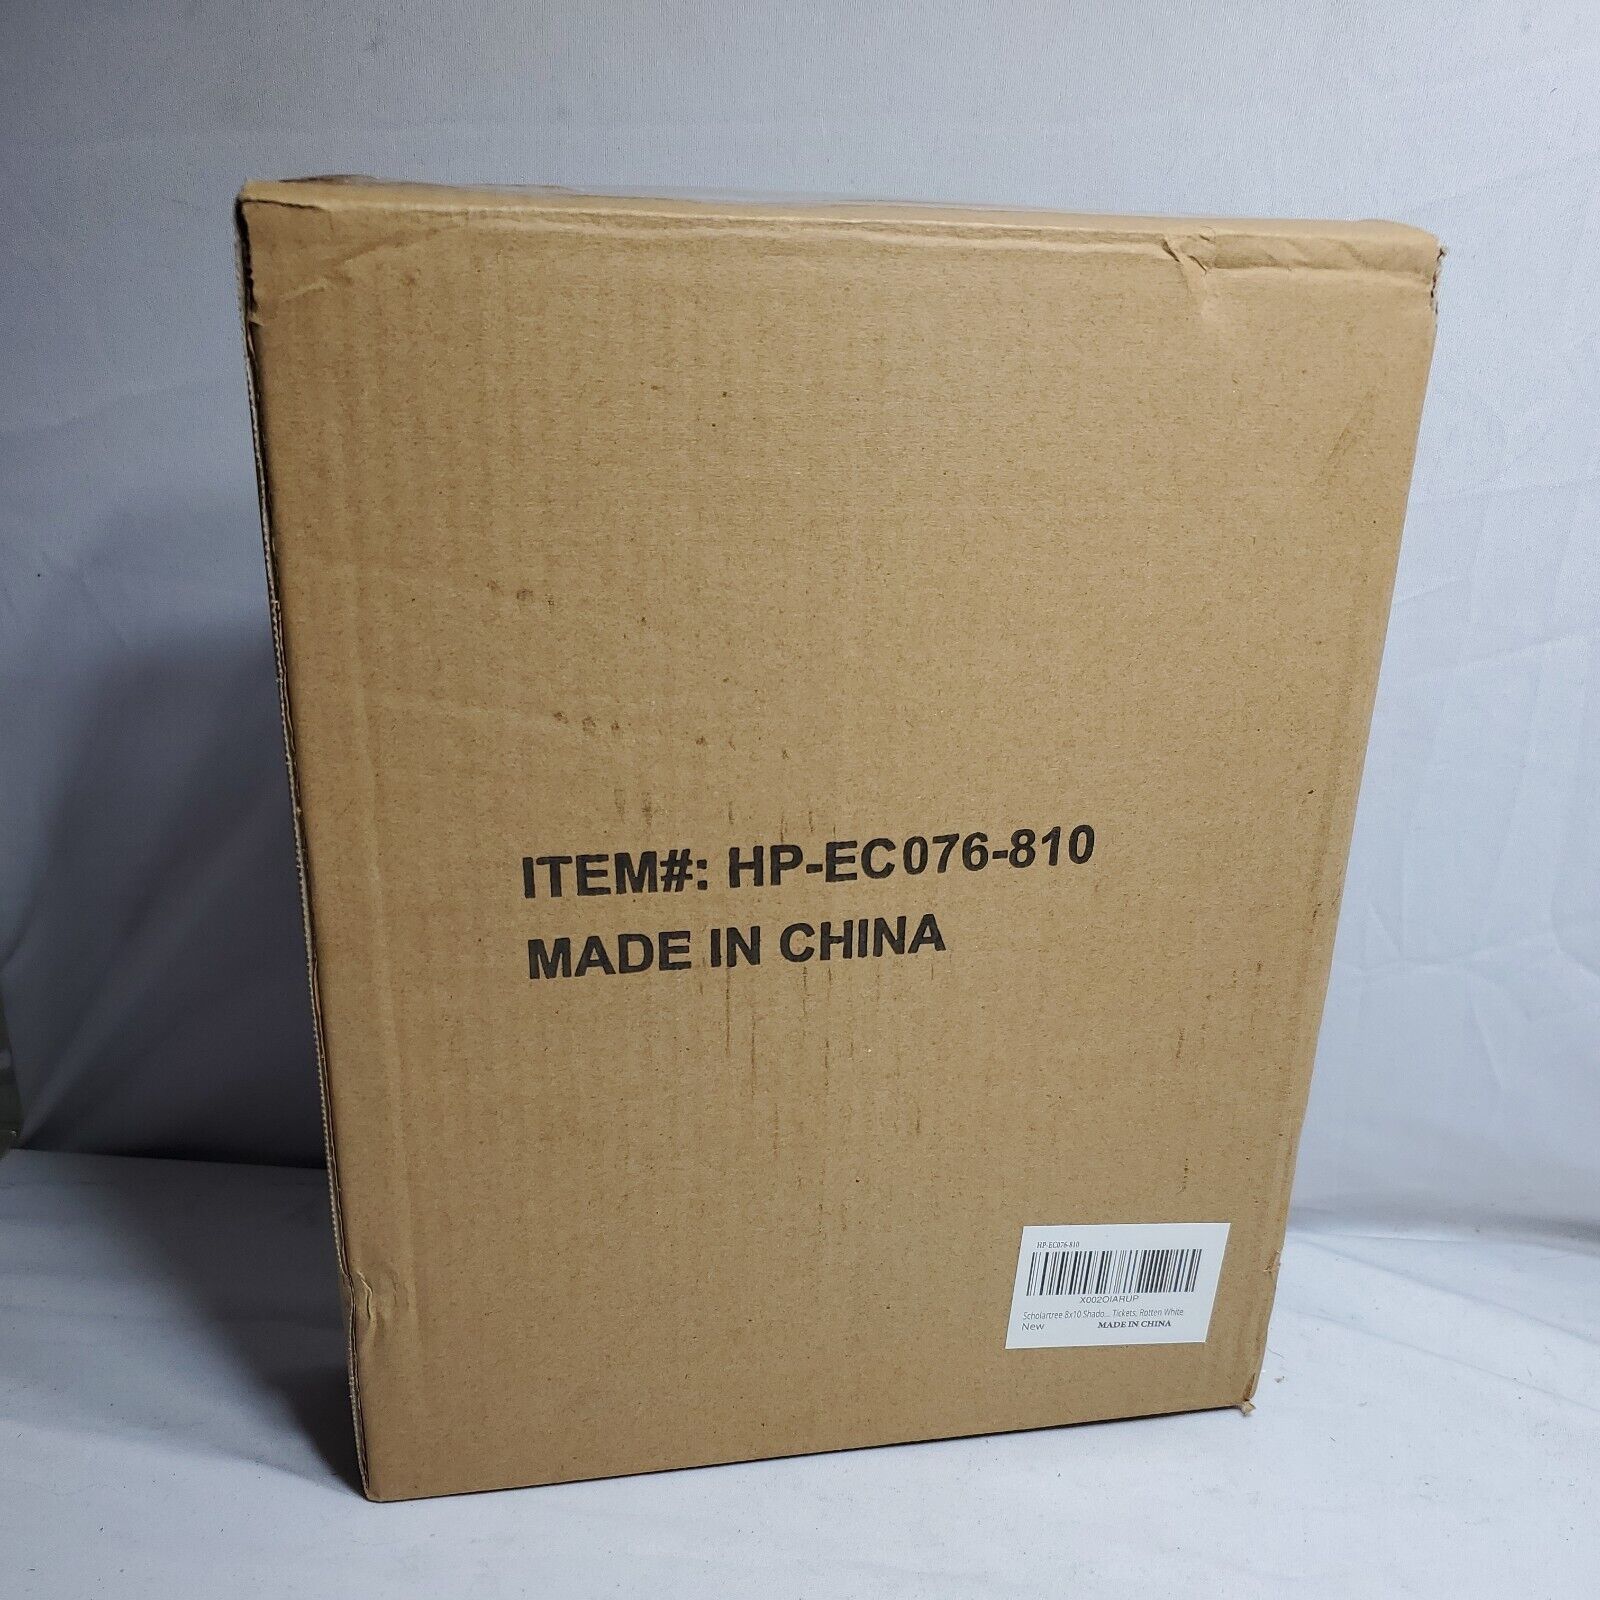 ITEM#: HP-EC076-810
MADE IN CHINA
HP-EC076-810
X002OIARUP
Scholartree 8x10 Shado... Tickets, Rotten White
New MADE IN CHINA